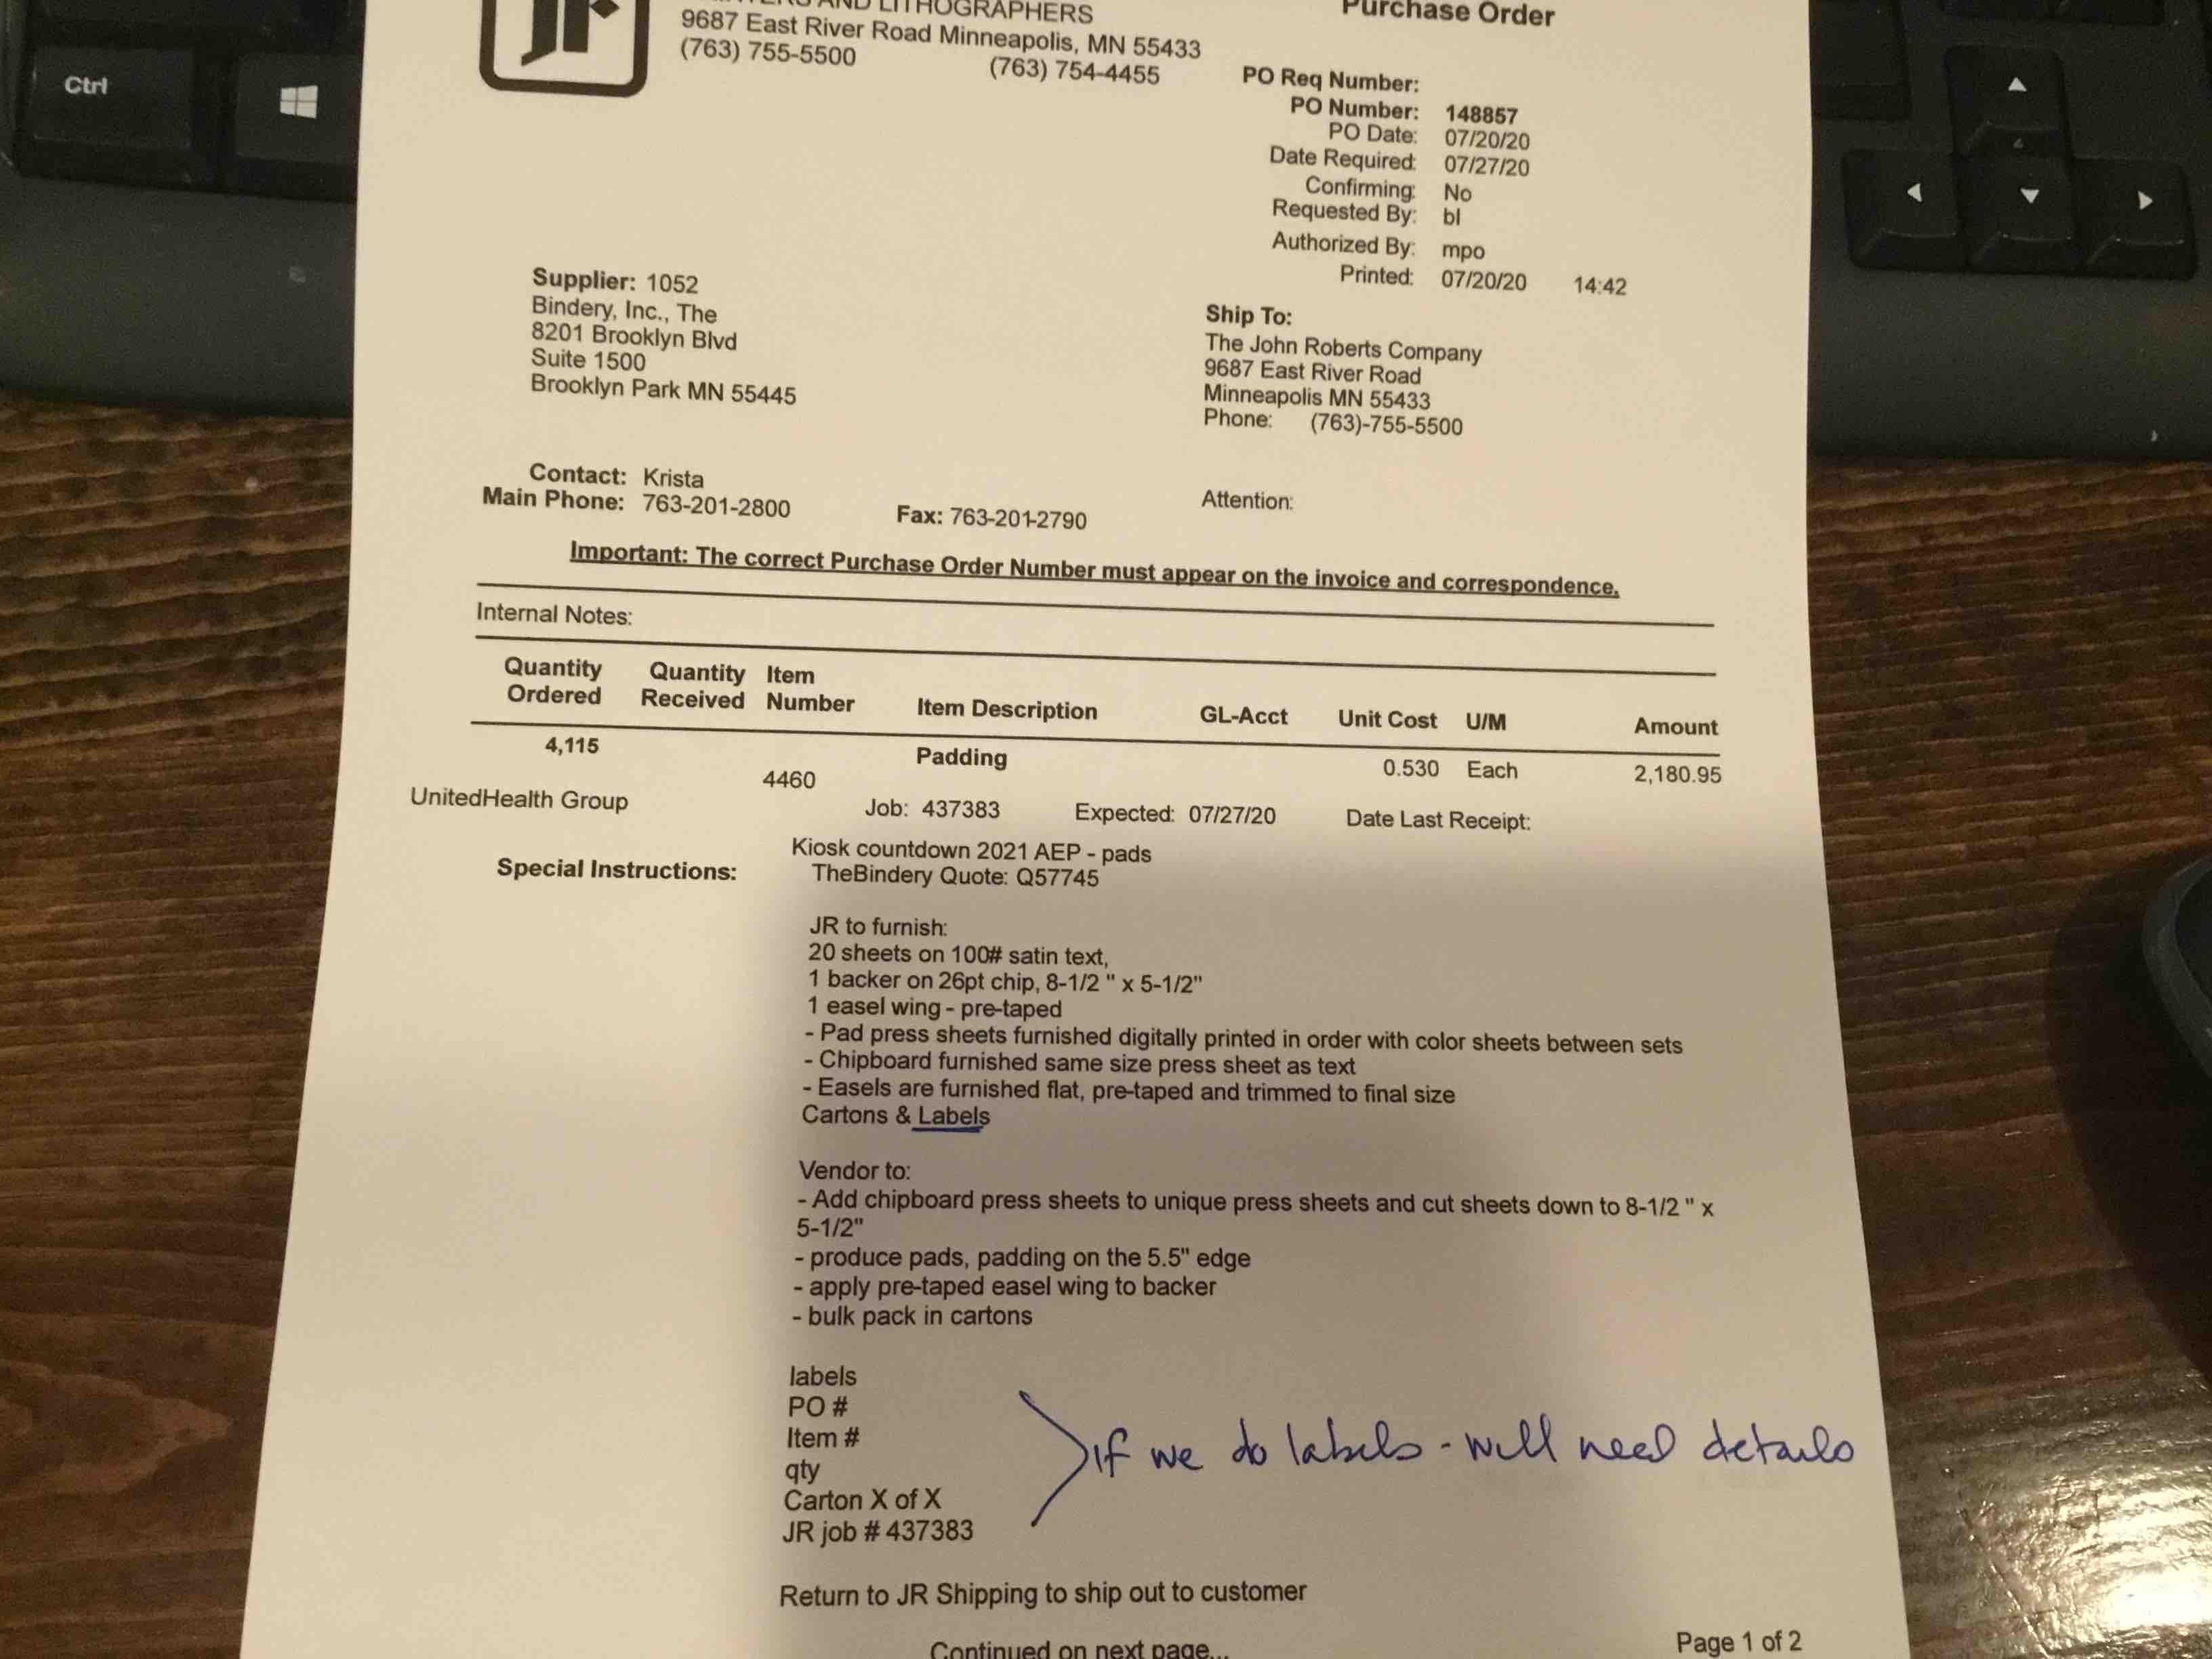 AND LITHOGRAPHERS
9687 East River Road Minneapolis, MN 55433
(763) 755-5500 (763) 754-4455
Purchase Order
PO Req Number:
PO Number: 148857
PO Date: 07/20/20
Date Required: 07/27/20
Confirming: No
Requested By: bl
Authorized By: mpo
Printed: 07/20/20 14:42
Supplier: 1052
Bindery, Inc., The
8201 Brooklyn Blvd
Suite 1500
Brooklyn Park MN 55445
Ship To:
The John Roberts Company
9687 East River Road
Minneapolis MN 55433
Phone: (763)-755-5500
Contact: Krista
Main Phone: 763-201-2800 Fax: 763-201-2790
Attention:
Important: The correct Purchase Order Number must appear on the invoice and correspondence.
Internal Notes:
Quantity Ordered Quantity Received Item Number Item Description GL-Acct Unit Cost U/M Amount
4,115 Padding 0.530 Each 2,180.95
4460
UnitedHealth Group Job: 437383 Expected: 07/27/20 Date Last Receipt:
Kiosk countdown 2021 AEP - pads
Special Instructions: TheBindery Quote: Q57745
JR to furnish:
20 sheets on 100# satin text,
1 backer on 26pt chip, 8-1/2 " x 5-1/2"
1 easel wing - pre-taped
- Pad press sheets furnished digitally printed in order with color sheets between sets
- Chipboard furnished same size press sheet as text
- Easels are furnished flat, pre-taped and trimmed to final size
Cartons & Labels
Vendor to:
- Add chipboard press sheets to unique press sheets and cut sheets down to 8-1/2 " x
5-1/2"
- produce pads, padding on the 5.5" edge
- apply pre-taped easel wing to backer
- bulk pack in cartons
labels
PO #
Item #
qty
Carton X of X
JR job # 437383
if we do labels - will need details
Return to JR Shipping to ship out to customer
Continued on next page...
Page 1 of 2
Ctrl